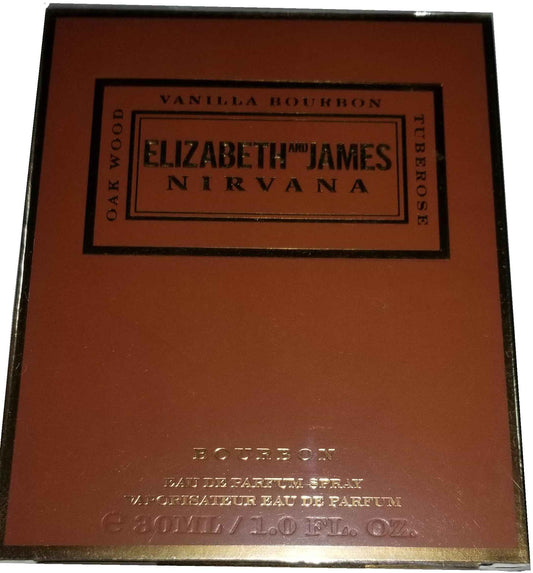 VANILLA BOURBON
OAK WOOD
ELIZABETH AND JAMES
NIRVANA
TUBEROSE
BOURBON
EAU DE PARFUM SPRAY
VAPORISATEUR EAU DE PARFUM
℮ 30ML / 1.0 FL. OZ.